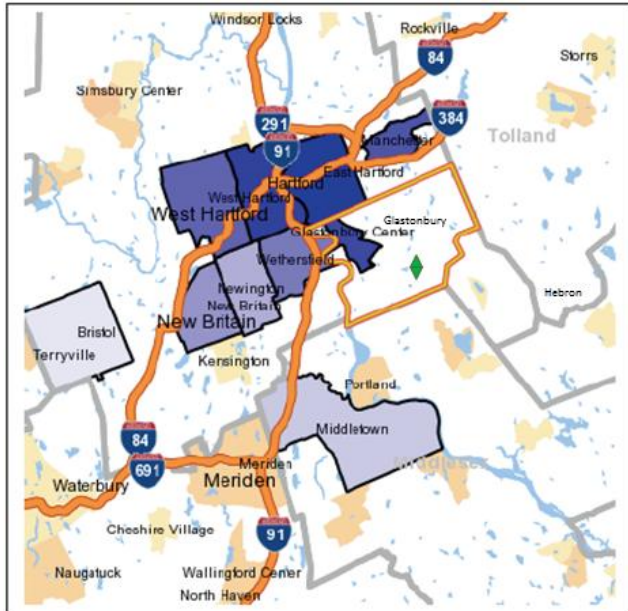 Windsor Locks
Rockville
84
Storrs
Simsbury Center
384
291
Tolland
Manchester
91
East Hartford
Hartford
West Hartford
West Hartford
Glastonbury
Glastonbury Center
Wethersfield
Newington
Hebron
New Britain
New Britain
Bristol
Terryville
Kensington
Portland
Middletown
84
691
Meriden
Middlesex
Meriden
Waterbury
Cheshire Village
91
Naugatuck
Wallingford Center
North Haven